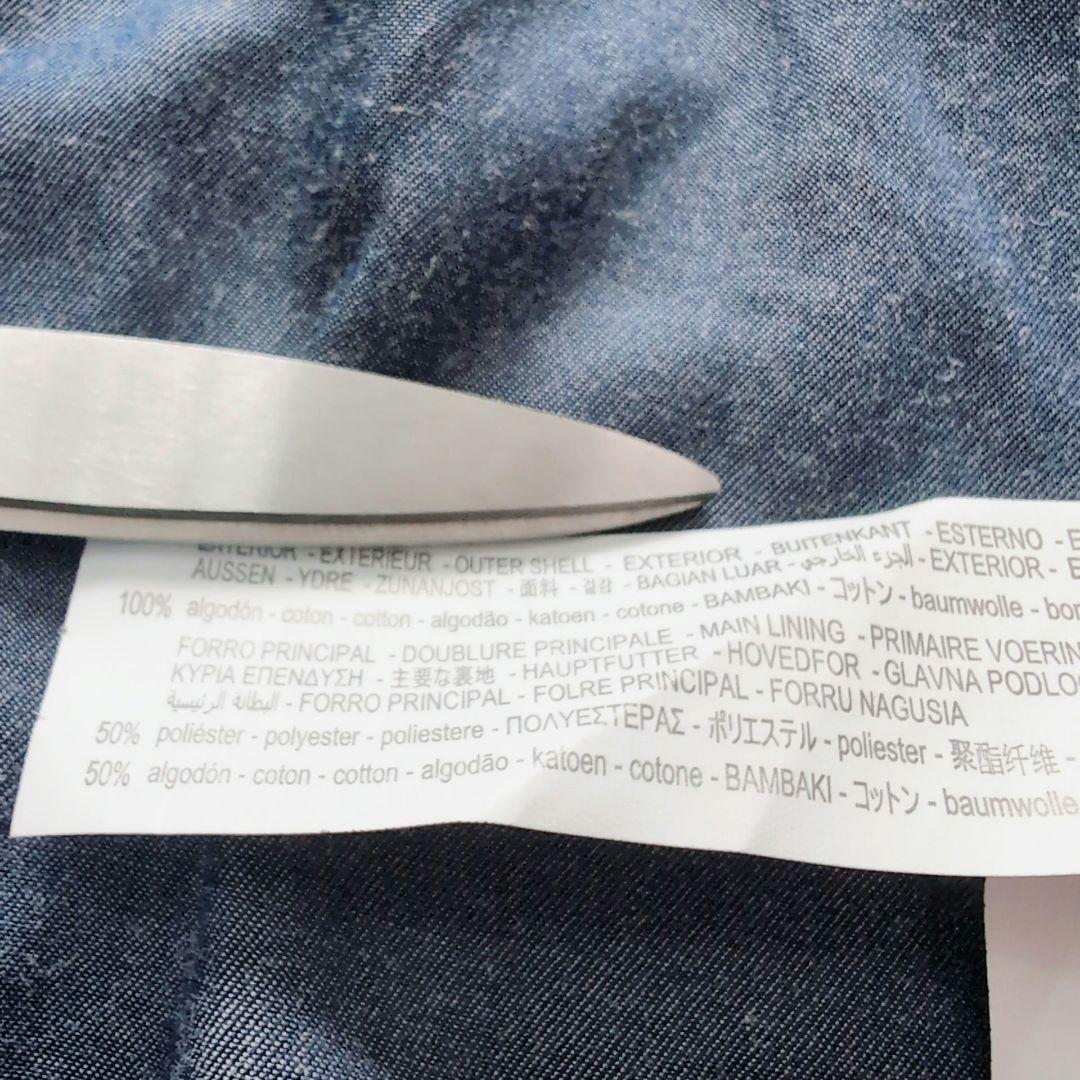 EXTERIOR - EXTÉRIEUR - OUTER SHELL - EXTERIOR - BUITENKANT - ESTERNO -
AUSSEN - YDRE - ZUNANJOST - 面料 - 겉감 - BAGIAN LUAR - الجزء الخارجي - EXTERIOR -
100% algodón - coton - cotton - algodão - katoen - cotone - ΒΑΜΒΑΚΙ - コットン - baumwolle -
FORRO PRINCIPAL - DOUBLURE PRINCIPALE - MAIN LINING - PRIMAIRE VOERIN
ΚΥΡΙΑ ΕΠΕΝΔΥΣΗ - 主要な裏地 - HAUPTFUTTER - HOVEDFOR - GLAVNA PODLO
البطانة الرئيسية - FORRO PRINCIPAL - FOLRE PRINCIPAL - FORRU NAGUSIA
50% poliéster - polyester - poliestere - ΠΟΛΥΕΣΤΕΡΑΣ - ポリエステル - poliester - 聚酯纤维 -
50% algodón - coton - cotton - algodão - katoen - cotone - ΒΑΜΒΑΚΙ - コットン - baumwolle